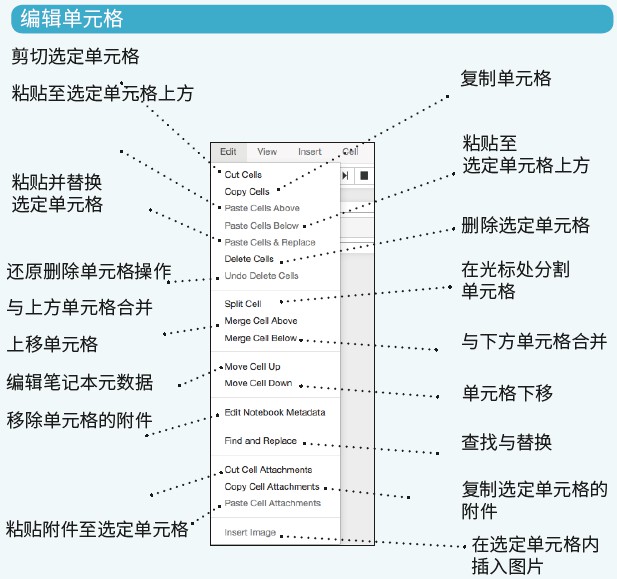 编辑单元格
剪切选定单元格
粘贴至选定单元格上方
粘贴并替换
选定单元格
还原删除单元格操作
与上方单元格合并
上移单元格
编辑笔记本元数据
移除单元格的附件
粘贴附件至选定单元格
Edit View Insert Cell
Cut Cells
Copy Cells
Paste Cells Above
Paste Cells Below
Paste Cells & Replace
Delete Cells
Undo Delete Cells
Split Cell
Merge Cell Above
Merge Cell Below
Move Cell Up
Move Cell Down
Edit Notebook Metadata
Find and Replace
Cut Cell Attachments
Copy Cell Attachments
Paste Cell Attachments
Insert Image
复制单元格
粘贴至
选定单元格上方
删除选定单元格
在光标处分割
单元格
与下方单元格合并
单元格下移
查找与替换
复制选定单元格的
附件
在选定单元格内
插入图片